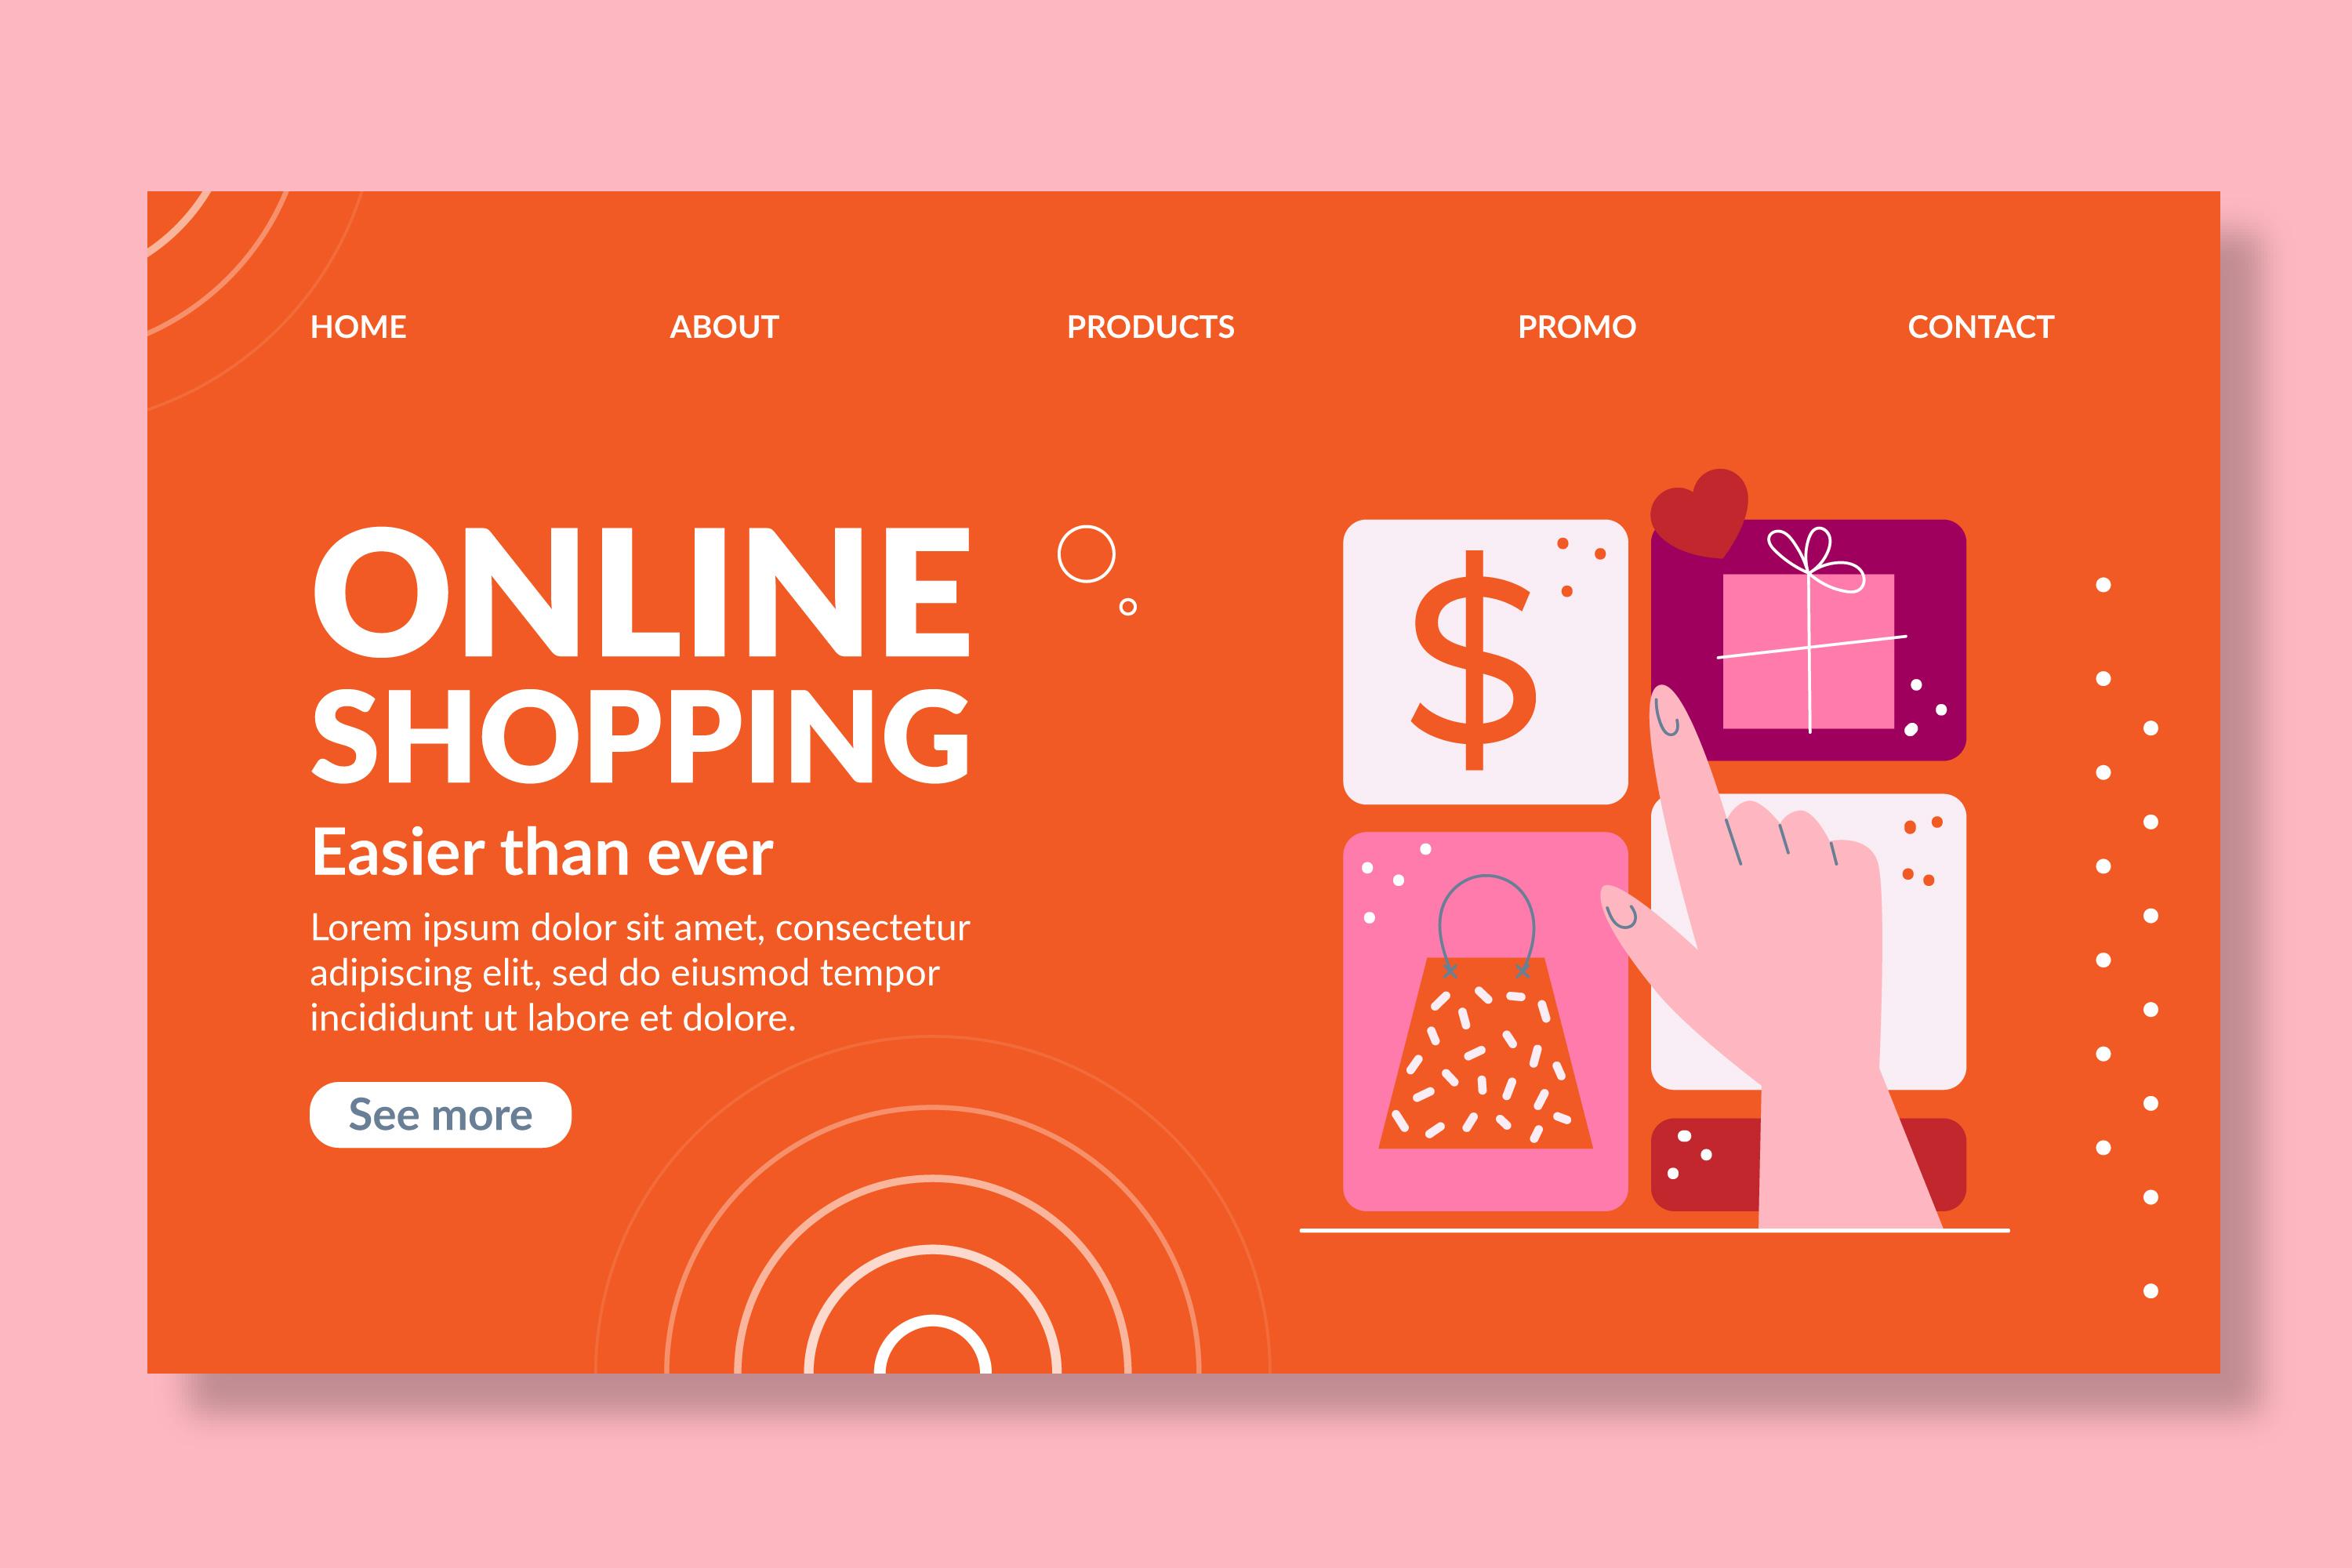 HOME ABOUT PRODUCTS PROMO CONTACT
ONLINE
SHOPPING
Easier than ever
Lorem ipsum dolor sit amet, consectetur
adipiscing elit, sed do eiusmod tempor
incididunt ut labore et dolore.
See more
$